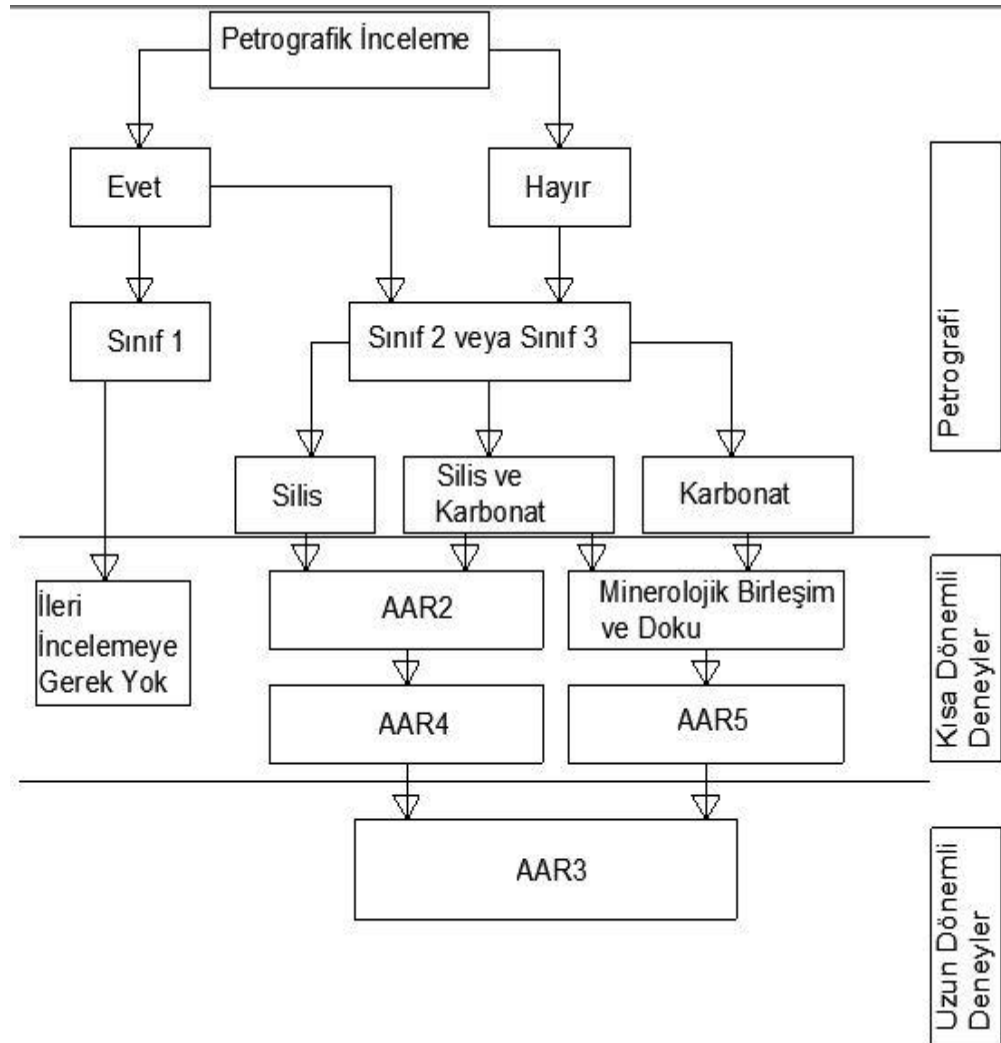 Petrografik İnceleme
Evet
Hayır
Sınıf 1
Sınıf 2 veya Sınıf 3
Petrografi
Silis
Silis ve
Karbonat
Karbonat
İleri
İncelemeye
Gerek Yok
AAR2
Minerolojik Birleşim
ve Doku
AAR4
AAR5
Kısa Dönemli
Deneyler
AAR3
Uzun Dönemli
Deneyler